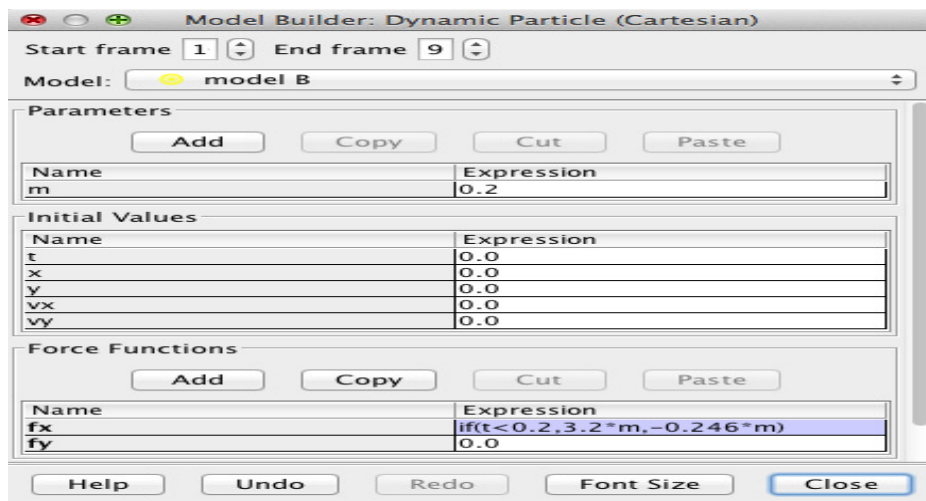 Model Builder: Dynamic Particle (Cartesian)
Start frame 1 End frame 9
Model: model B
Parameters
Add Copy Cut Paste
Name Expression
m 0.2
Initial Values
Name Expression
t 0.0
x 0.0
y 0.0
vx 0.0
vy 0.0
Force Functions
Add Copy Cut Paste
Name Expression
fx if(t<0.2,3.2*m,-0.246*m)
fy 0.0
Help Undo Redo Font Size Close